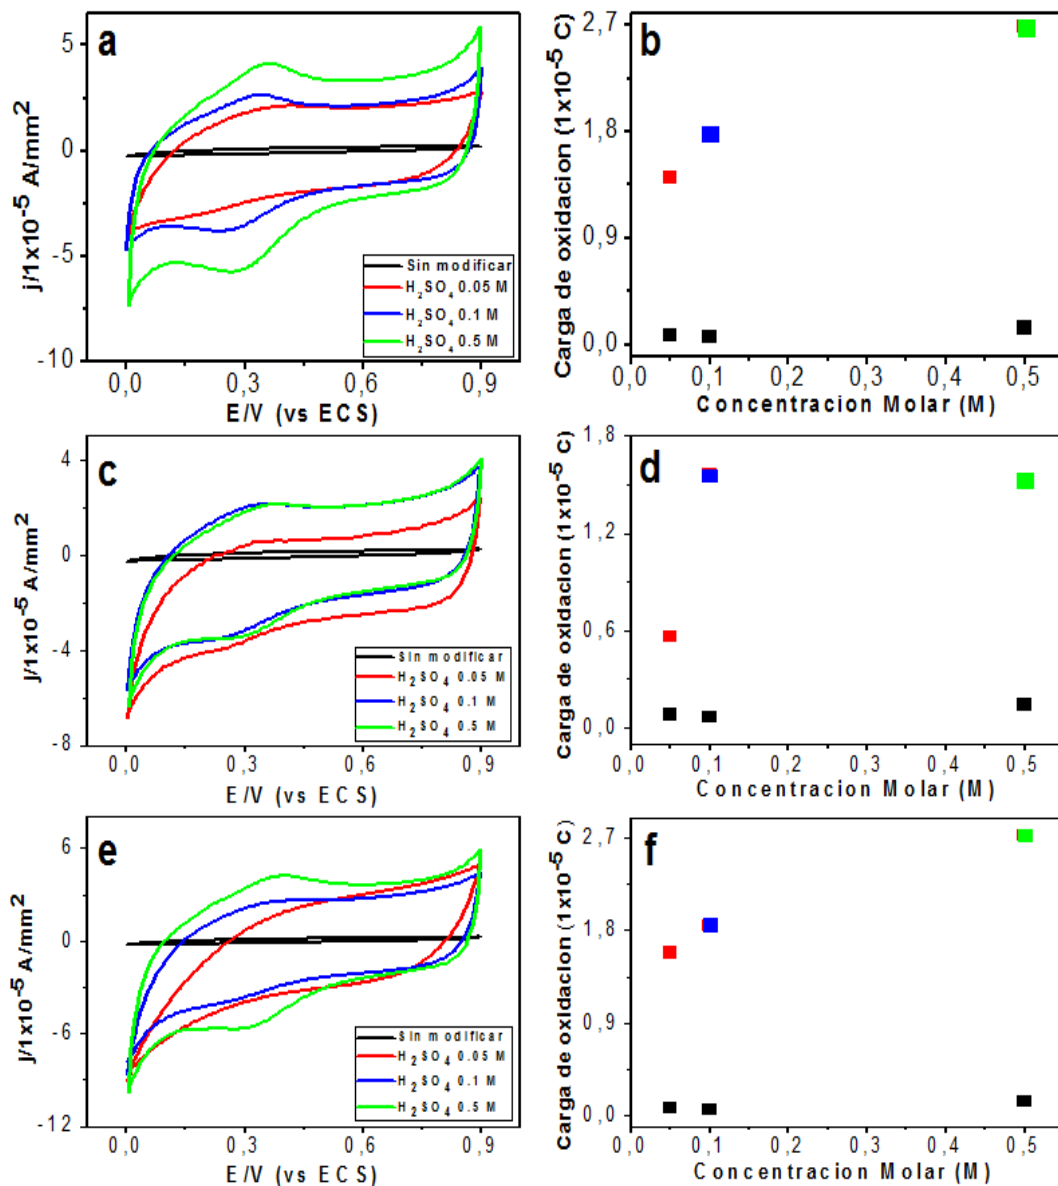 a
j/1x10⁻⁵ A/mm²
5
0
-5
-10
Sin modificar
H₂SO₄ 0.05 M
H₂SO₄ 0.1 M
H₂SO₄ 0.5 M
0,0 0,3 0,6 0,9
E/V (vs ECS)
b
Carga de oxidacion (1x10⁻⁵ C)
2,7
1,8
0,9
0,0
0,0 0,1 0,2 0,3 0,4 0,5
Concentracion Molar (M)
c
j/1x10⁻⁵ A/mm²
4
0
-4
-8
Sin modificar
H₂SO₄ 0.05 M
H₂SO₄ 0.1 M
H₂SO₄ 0.5 M
0,0 0,3 0,6 0,9
E/V (vs ECS)
d
Carga de oxidacion (1x10⁻⁵ C)
1,8
1,2
0,6
0,0
0,0 0,1 0,2 0,3 0,4 0,5
Concentracion Molar (M)
e
j/1x10⁻⁵ A/mm²
6
0
-6
-12
Sin modificar
H₂SO₄ 0.05 M
H₂SO₄ 0.1 M
H₂SO₄ 0.5 M
0,0 0,3 0,6 0,9
E/V (vs ECS)
f
Carga de oxidacion (1x10⁻⁵ C)
2,7
1,8
0,9
0,0
0,0 0,1 0,2 0,3 0,4 0,5
Concentracion Molar (M)